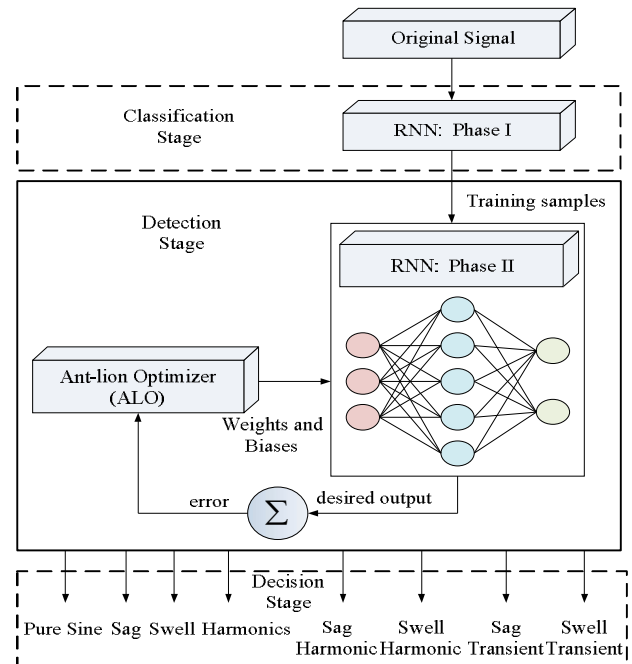 Original Signal
Classification
Stage
RNN: Phase I
Training samples
Detection
Stage
RNN: Phase II
Ant-lion Optimizer
(ALO)
Weights and
Biases
error
Σ
desired output
Decision
Stage
Pure Sine
Sag
Swell
Harmonics
Sag
Harmonic
Swell
Harmonic
Sag
Transient
Swell
Transient